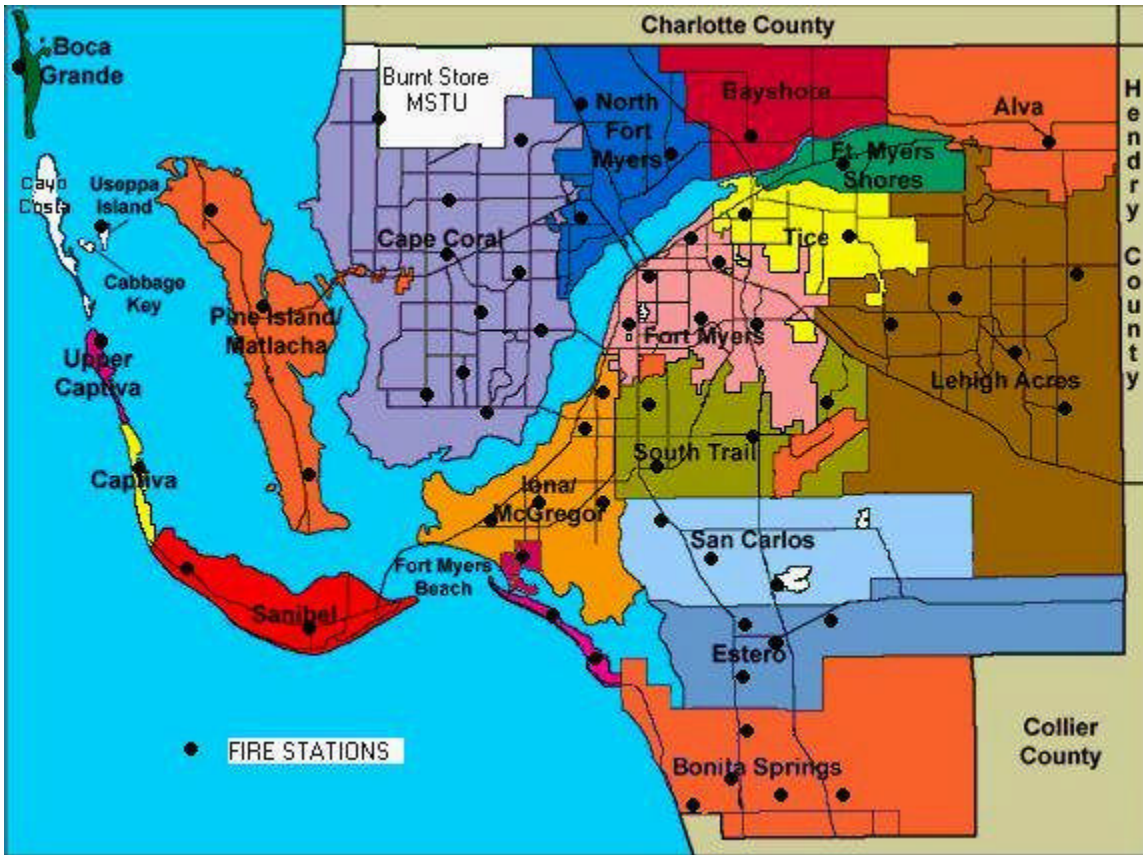 Charlotte County
Boca
Grande
Burnt Store
MSTU
North
Fort
Myers
Bayshore
Alva
Hendry County
Ft. Myers
Shores
Cayo
Costa
Useppa
Island
Cabbage
Key
Cape Coral
Tice
Pine Island/
Matlacha
Fort Myers
Upper
Captiva
Lehigh Acres
Captiva
South Trail
Iona/
McGregor
San Carlos
Fort Myers
Beach
Sanibel
Estero
FIRE STATIONS
Bonita Springs
Collier
County